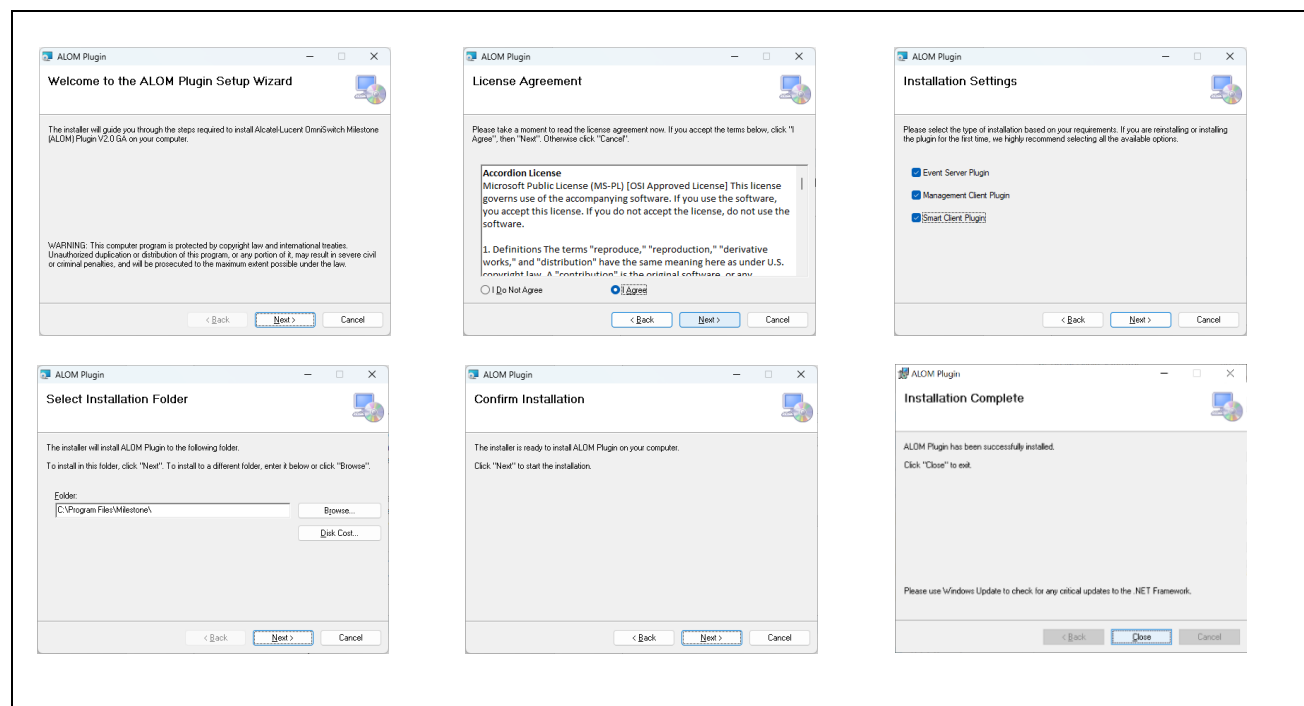 ALOM Plugin
Welcome to the ALOM Plugin Setup Wizard
The installer will guide you through the steps required to install Alcatel-Lucent OmniSwitch Milestone
(ALOM) Plugin V2.0 GA on your computer.
WARNING: This computer program is protected by copyright law and international treaties.
Unauthorized duplication or distribution of this program, or any portion of it, may result in severe civil
or criminal penalties, and will be prosecuted to the maximum extent possible under the law.
< Back
Next >
Cancel
ALOM Plugin
License Agreement
Please take a moment to read the license agreement now. If you accept the terms below, click "I
Agree", then "Next". Otherwise click "Cancel".
Accordion License
Microsoft Public License (MS-PL) [OSI Approved License] This license
governs use of the accompanying software. If you use the software,
you accept this license. If you do not accept the license, do not use the
software.
1. Definitions The terms "reproduce," "reproduction," "derivative
works," and "distribution" have the same meaning here as under U.S.
copyright law. A "contribution" is the original software, or any
I Do Not Agree
I Agree
< Back
Next >
Cancel
ALOM Plugin
Installation Settings
Please select the type of installation based on your requirements. If you are reinstalling or installing
the plugin for the first time, we highly recommend selecting all the available options.
Event Server Plugin
Management Client Plugin
Smart Client Plugin
< Back
Next >
Cancel
ALOM Plugin
Select Installation Folder
The installer will install ALOM Plugin to the following folder.
To install in this folder, click "Next". To install to a different folder, enter it below or click "Browse".
Folder:
C:\Program Files\Milestone\
Browse...
Disk Cost...
< Back
Next >
Cancel
ALOM Plugin
Confirm Installation
The installer is ready to install ALOM Plugin on your computer.
Click "Next" to start the installation.
< Back
Next >
Cancel
ALOM Plugin
Installation Complete
ALOM Plugin has been successfully installed.
Click "Close" to exit.
Please use Windows Update to check for any critical updates to the .NET Framework.
< Back
Close
Cancel